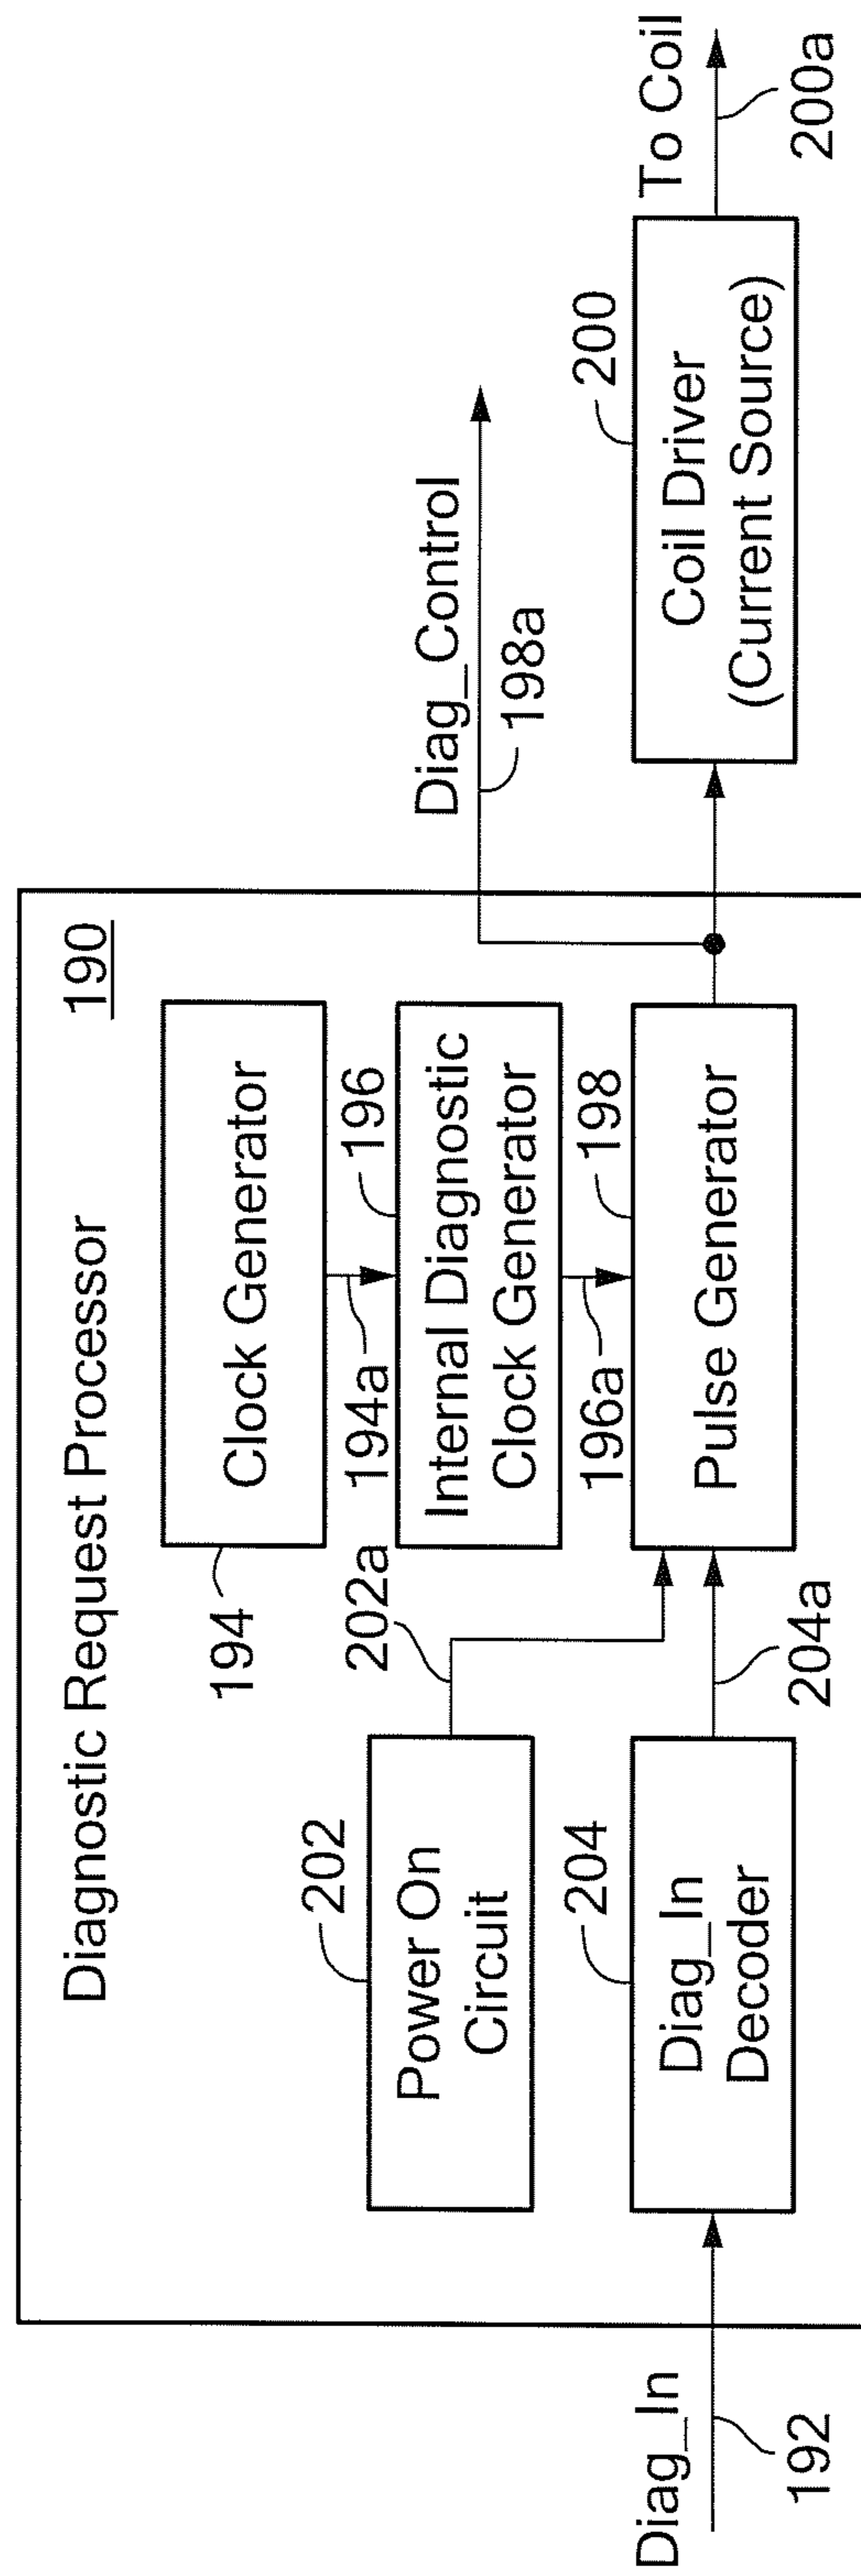 Diagnostic Request Processor
190
Clock Generator
194
194a
196
Internal Diagnostic
Clock Generator
202
Power On
Circuit
202a
196a
198
Pulse Generator
204
Diag_In
Decoder
204a
Diag_In
192
Diag_Control
198a
200
Coil Driver
(Current Source)
To Coil
200a